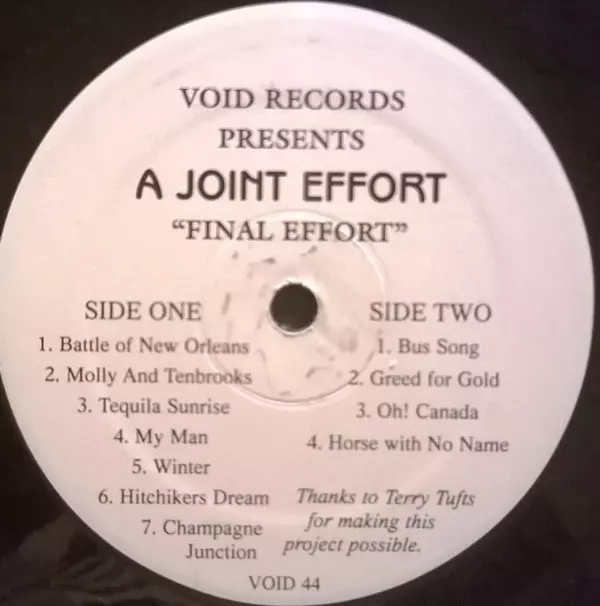 VOID RECORDS
PRESENTS
A JOINT EFFORT
“FINAL EFFORT”
SIDE ONE
1. Battle of New Orleans
2. Molly And Tenbrooks
3. Tequila Sunrise
4. My Man
5. Winter
6. Hitchikers Dream
7. Champagne
Junction
SIDE TWO
1. Bus Song
2. Greed for Gold
3. Oh! Canada
4. Horse with No Name
Thanks to Terry Tufts
for making this
project possible.
VOID 44